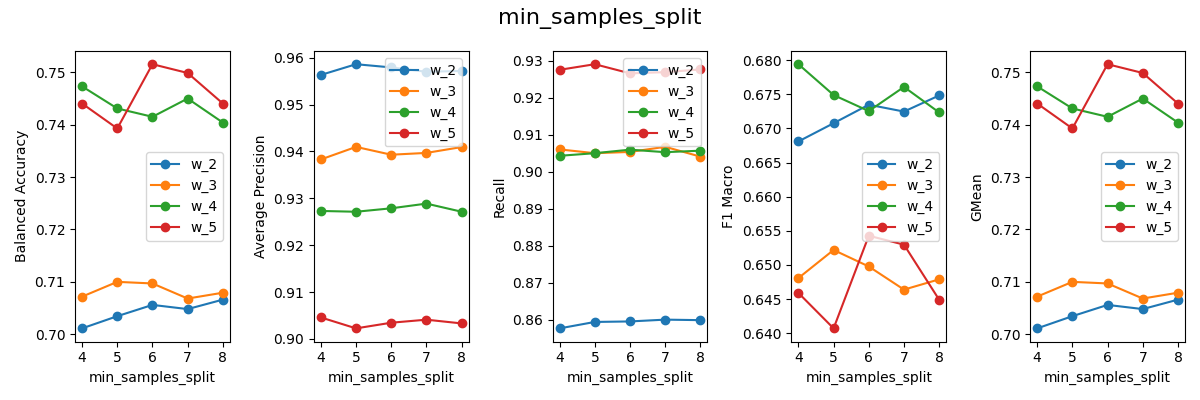 min_samples_split
Balanced Accuracy
0.75
0.74
0.73
0.72
0.71
0.70
4 5 6 7 8
min_samples_split
w_2
w_3
w_4
w_5
Average Precision
0.96
0.95
0.94
0.93
0.92
0.91
0.90
4 5 6 7 8
min_samples_split
w_2
w_3
w_4
w_5
Recall
0.93
0.92
0.91
0.90
0.89
0.88
0.87
0.86
4 5 6 7 8
min_samples_split
w_2
w_3
w_4
w_5
F1 Macro
0.680
0.675
0.670
0.665
0.660
0.655
0.650
0.645
0.640
4 5 6 7 8
min_samples_split
w_2
w_3
w_4
w_5
GMean
0.75
0.74
0.73
0.72
0.71
0.70
4 5 6 7 8
min_samples_split
w_2
w_3
w_4
w_5